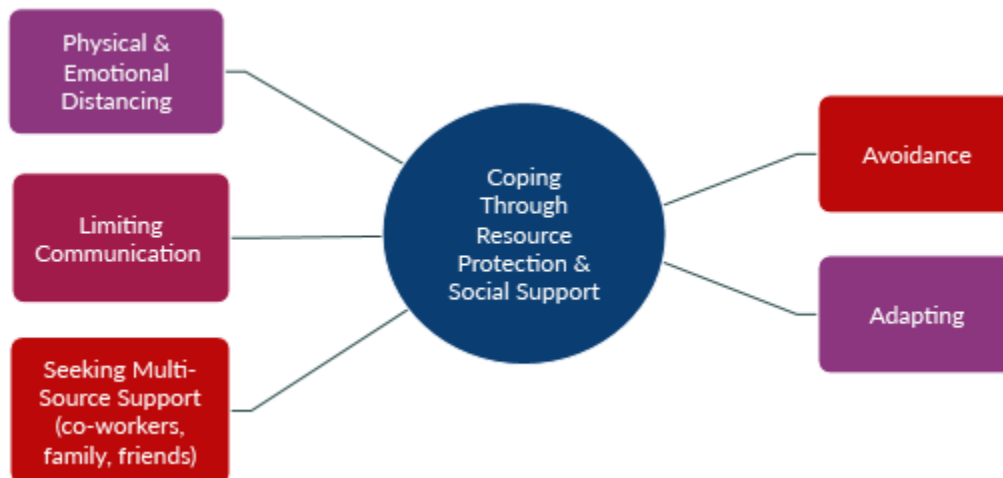 Physical &
Emotional
Distancing
Limiting
Communication
Seeking Multi-
Source Support
(co-workers,
family, friends)
Coping
Through
Resource
Protection &
Social Support
Avoidance
Adapting